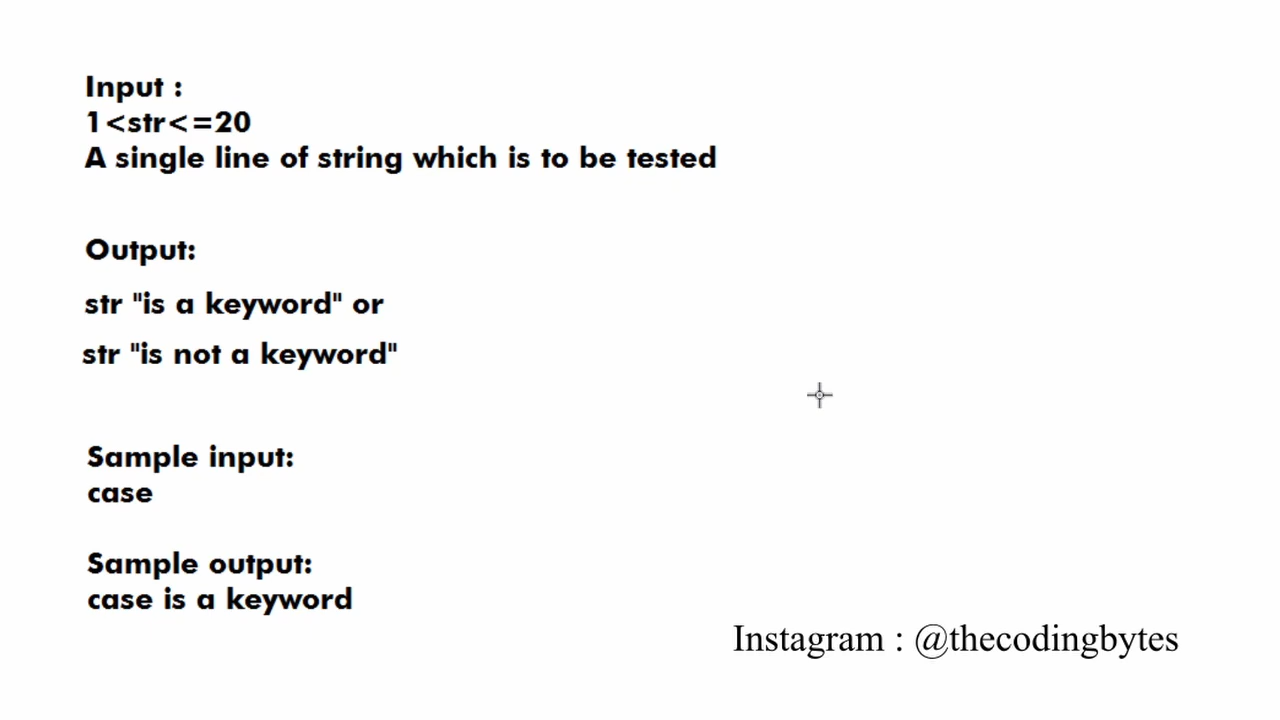 Input :
1<str<=20
A single line of string which is to be tested
Output:
str "is a keyword" or
str "is not a keyword"
Sample input:
case
Sample output:
case is a keyword
Instagram : @thecodingbytes